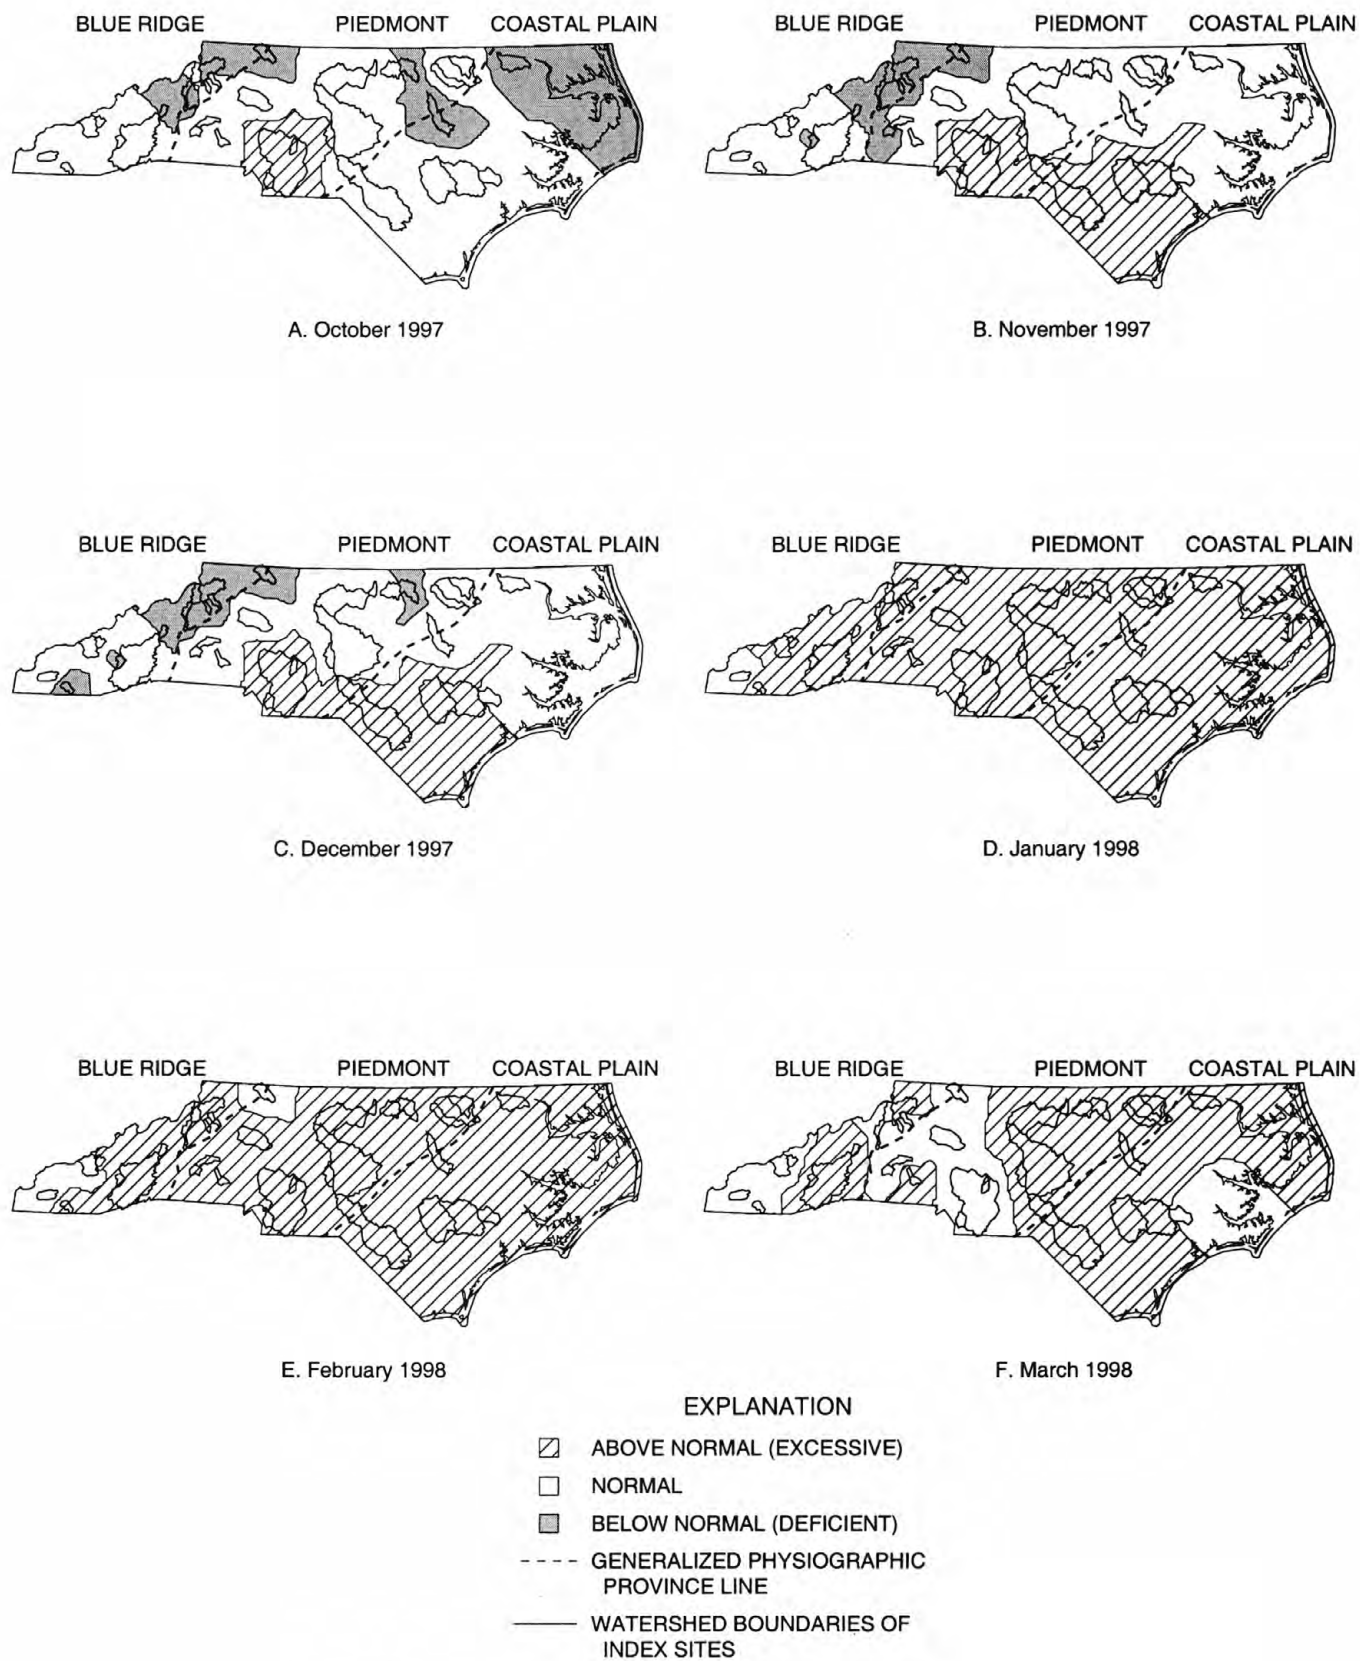 BLUE RIDGE PIEDMONT COASTAL PLAIN
A. October 1997
BLUE RIDGE PIEDMONT COASTAL PLAIN
B. November 1997
BLUE RIDGE PIEDMONT COASTAL PLAIN
C. December 1997
BLUE RIDGE PIEDMONT COASTAL PLAIN
D. January 1998
BLUE RIDGE PIEDMONT COASTAL PLAIN
E. February 1998
BLUE RIDGE PIEDMONT COASTAL PLAIN
F. March 1998
EXPLANATION
ABOVE NORMAL (EXCESSIVE)
NORMAL
BELOW NORMAL (DEFICIENT)
GENERALIZED PHYSIOGRAPHIC
PROVINCE LINE
WATERSHED BOUNDARIES OF
INDEX SITES